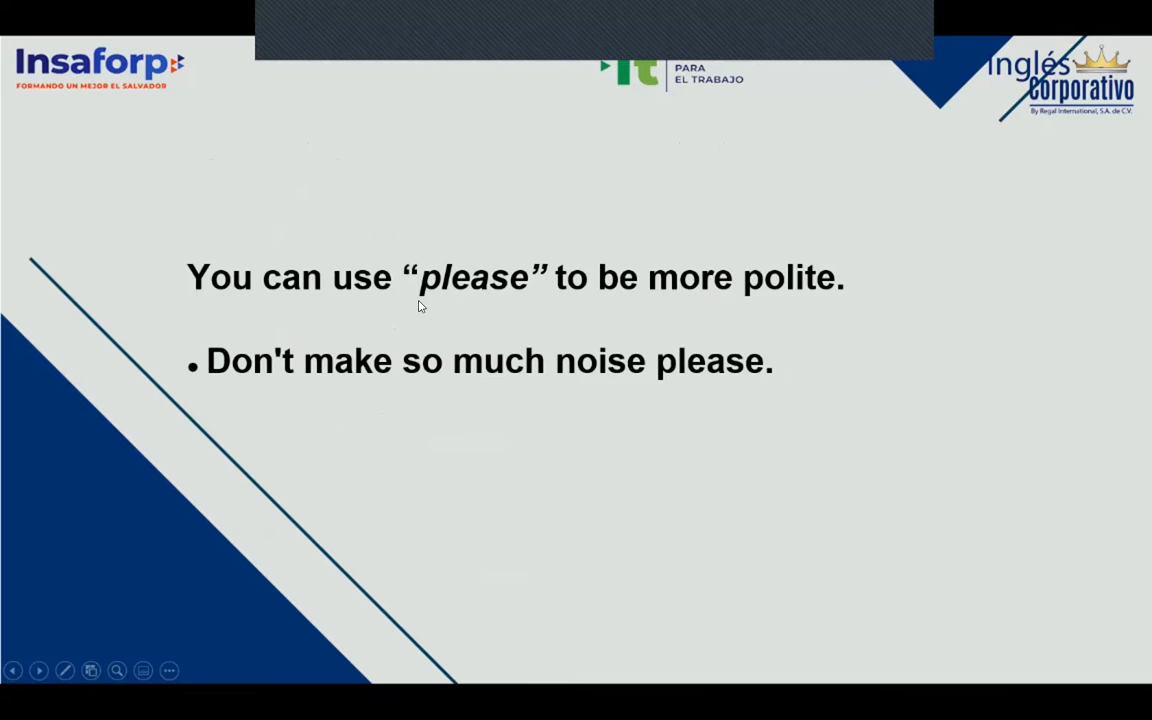 Insaforp
FORMANDO UN MEJOR EL SALVADOR
PARA
EL TRABAJO
Inglés
Corporativo
By Regal International, S.A. de C.V.
You can use “please” to be more polite.
• Don't make so much noise please.